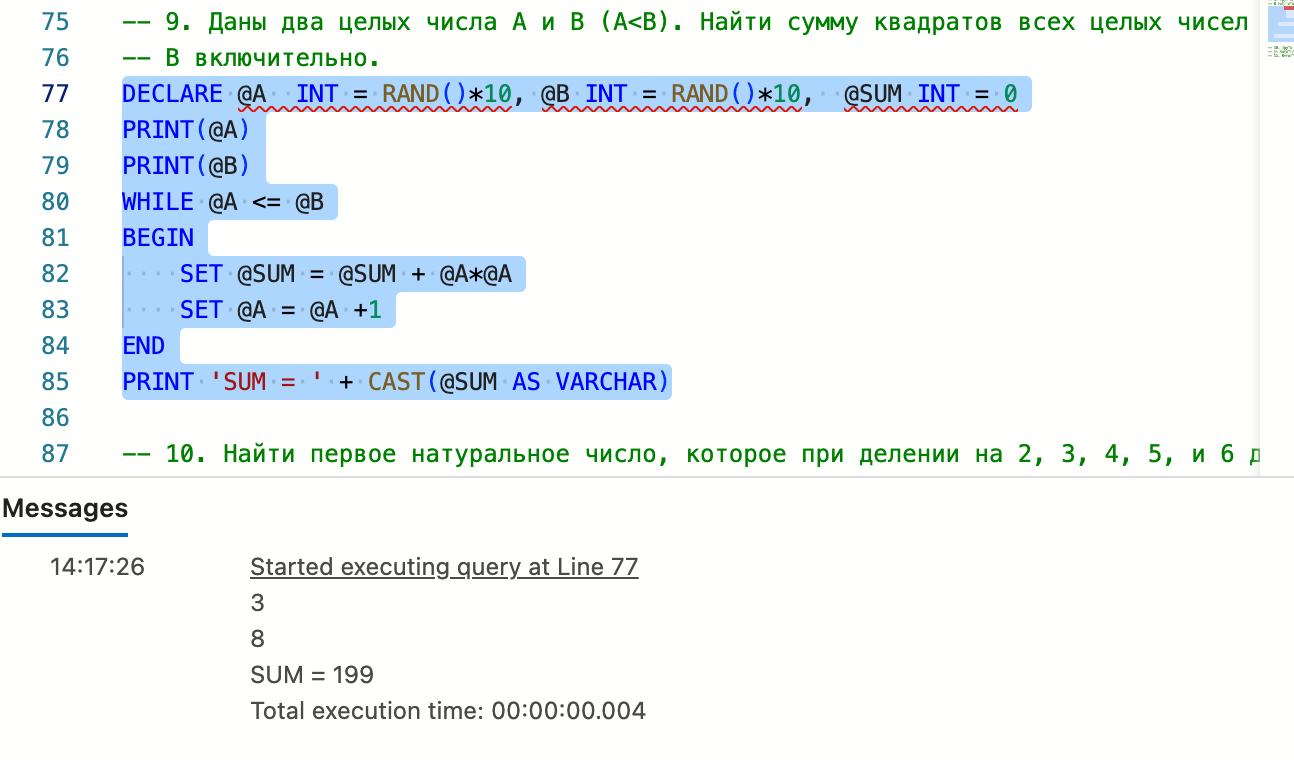 75 -- 9. Даны два целых числа А и В (А<В). Найти сумму квадратов всех целых чисел
76 -- В включительно.
77 DECLARE @A  INT = RAND()*10, @B INT = RAND()*10,  @SUM INT = 0
78 PRINT(@A)
79 PRINT(@B)
80 WHILE @A <= @B
81 BEGIN
82     SET @SUM = @SUM + @A*@A
83     SET @A = @A +1
84 END
85 PRINT 'SUM = ' + CAST(@SUM AS VARCHAR)
86
87 -- 10. Найти первое натуральное число, которое при делении на 2, 3, 4, 5, и 6 д
Messages
14:17:26 Started executing query at Line 77
3
8
SUM = 199
Total execution time: 00:00:00.004